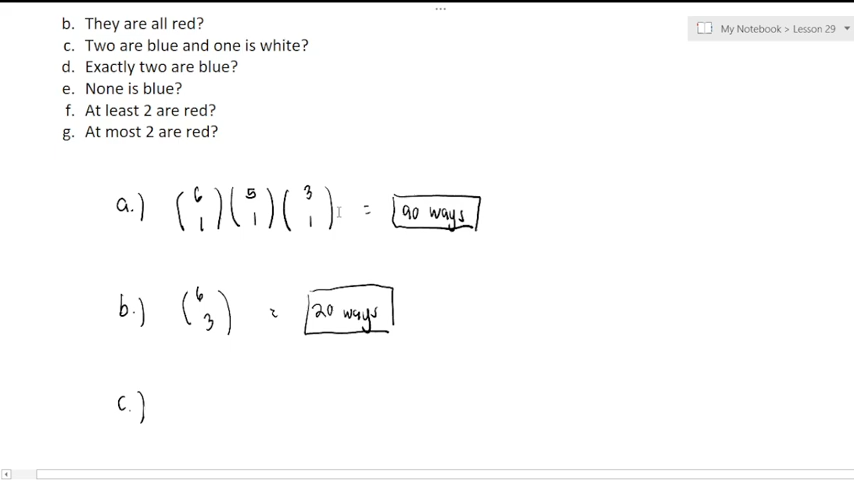 ...
b. They are all red?
My Notebook > Lesson 29
c. Two are blue and one is white?
d. Exactly two are blue?
e. None is blue?
f. At least 2 are red?
g. At most 2 are red?
a.) (6 1) (5 1) (3 1) = 90 ways
b.) (6 3) = 20 ways
c.)